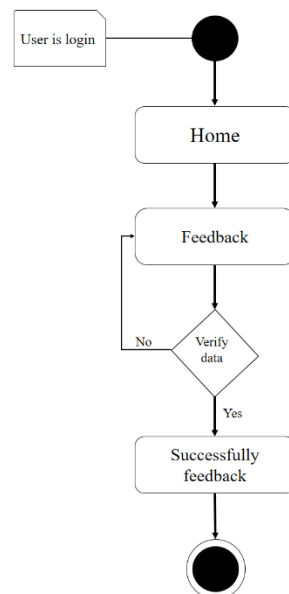 User is login
Home
Feedback
No
Verify
data
Yes
Successfully
feedback